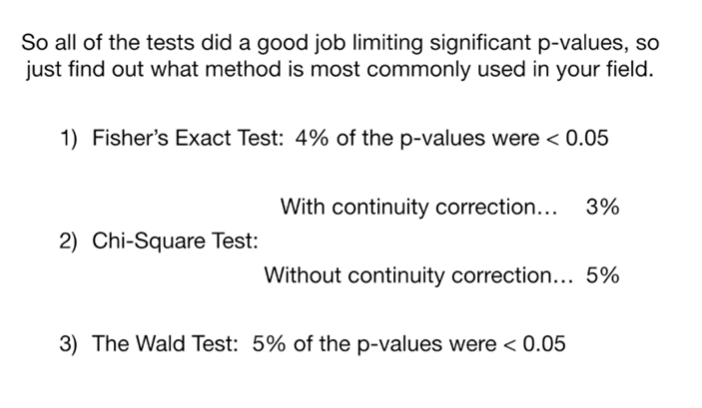 So all of the tests did a good job limiting significant p-values, so
just find out what method is most commonly used in your field.
1) Fisher’s Exact Test: 4% of the p-values were < 0.05
With continuity correction… 3%
2) Chi-Square Test:
Without continuity correction… 5%
3) The Wald Test: 5% of the p-values were < 0.05